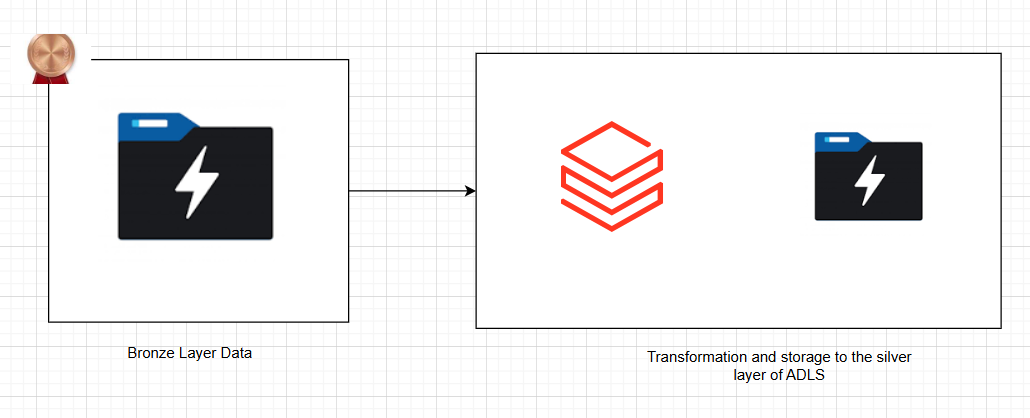 Bronze Layer Data
Transformation and storage to the silver
layer of ADLS